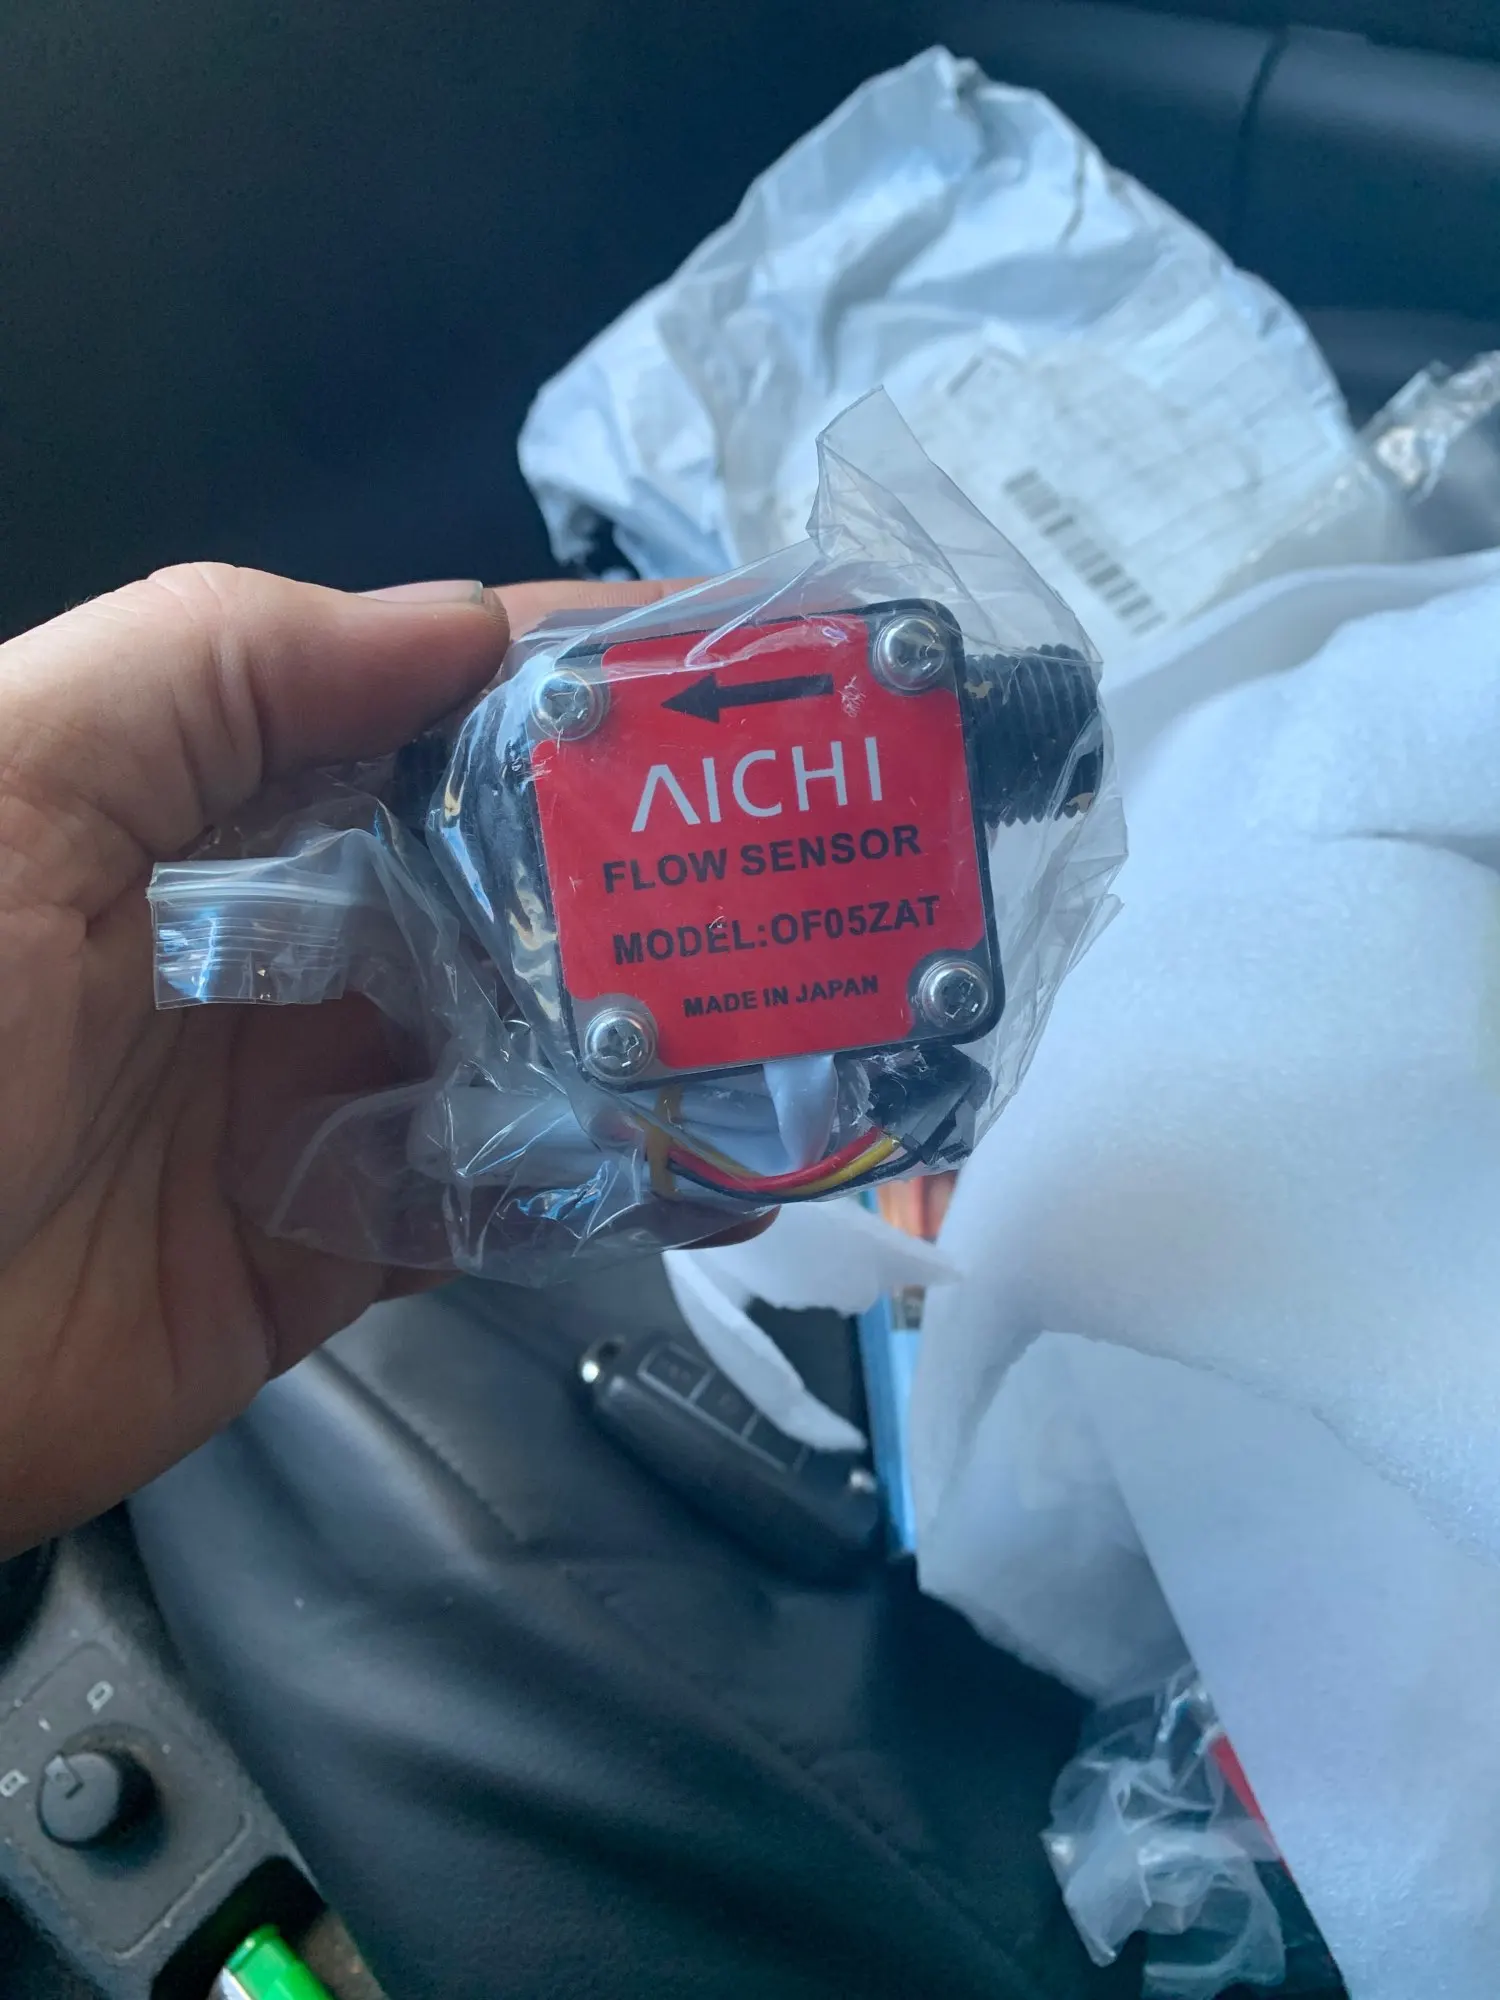 AICHI
FLOW SENSOR
MODEL:OF05ZAT
MADE IN JAPAN